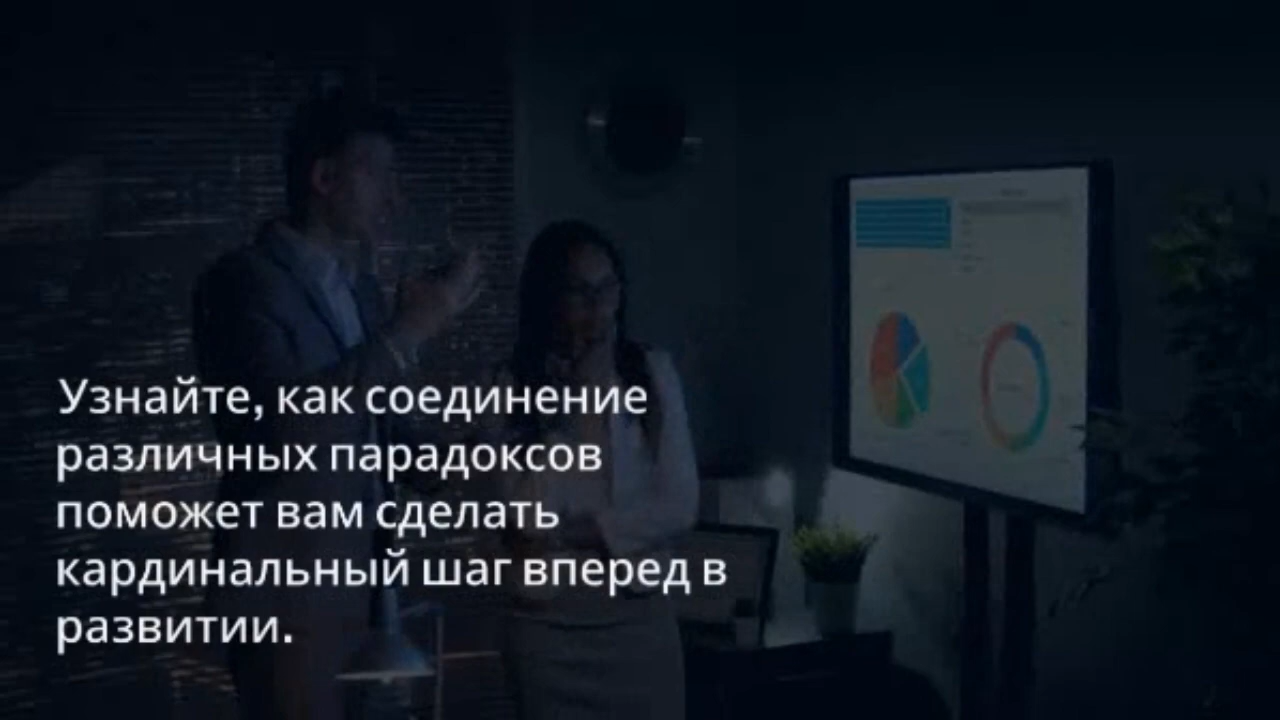 Узнайте, как соединение
различных парадоксов
поможет вам сделать
кардинальный шаг вперед в
развитии.